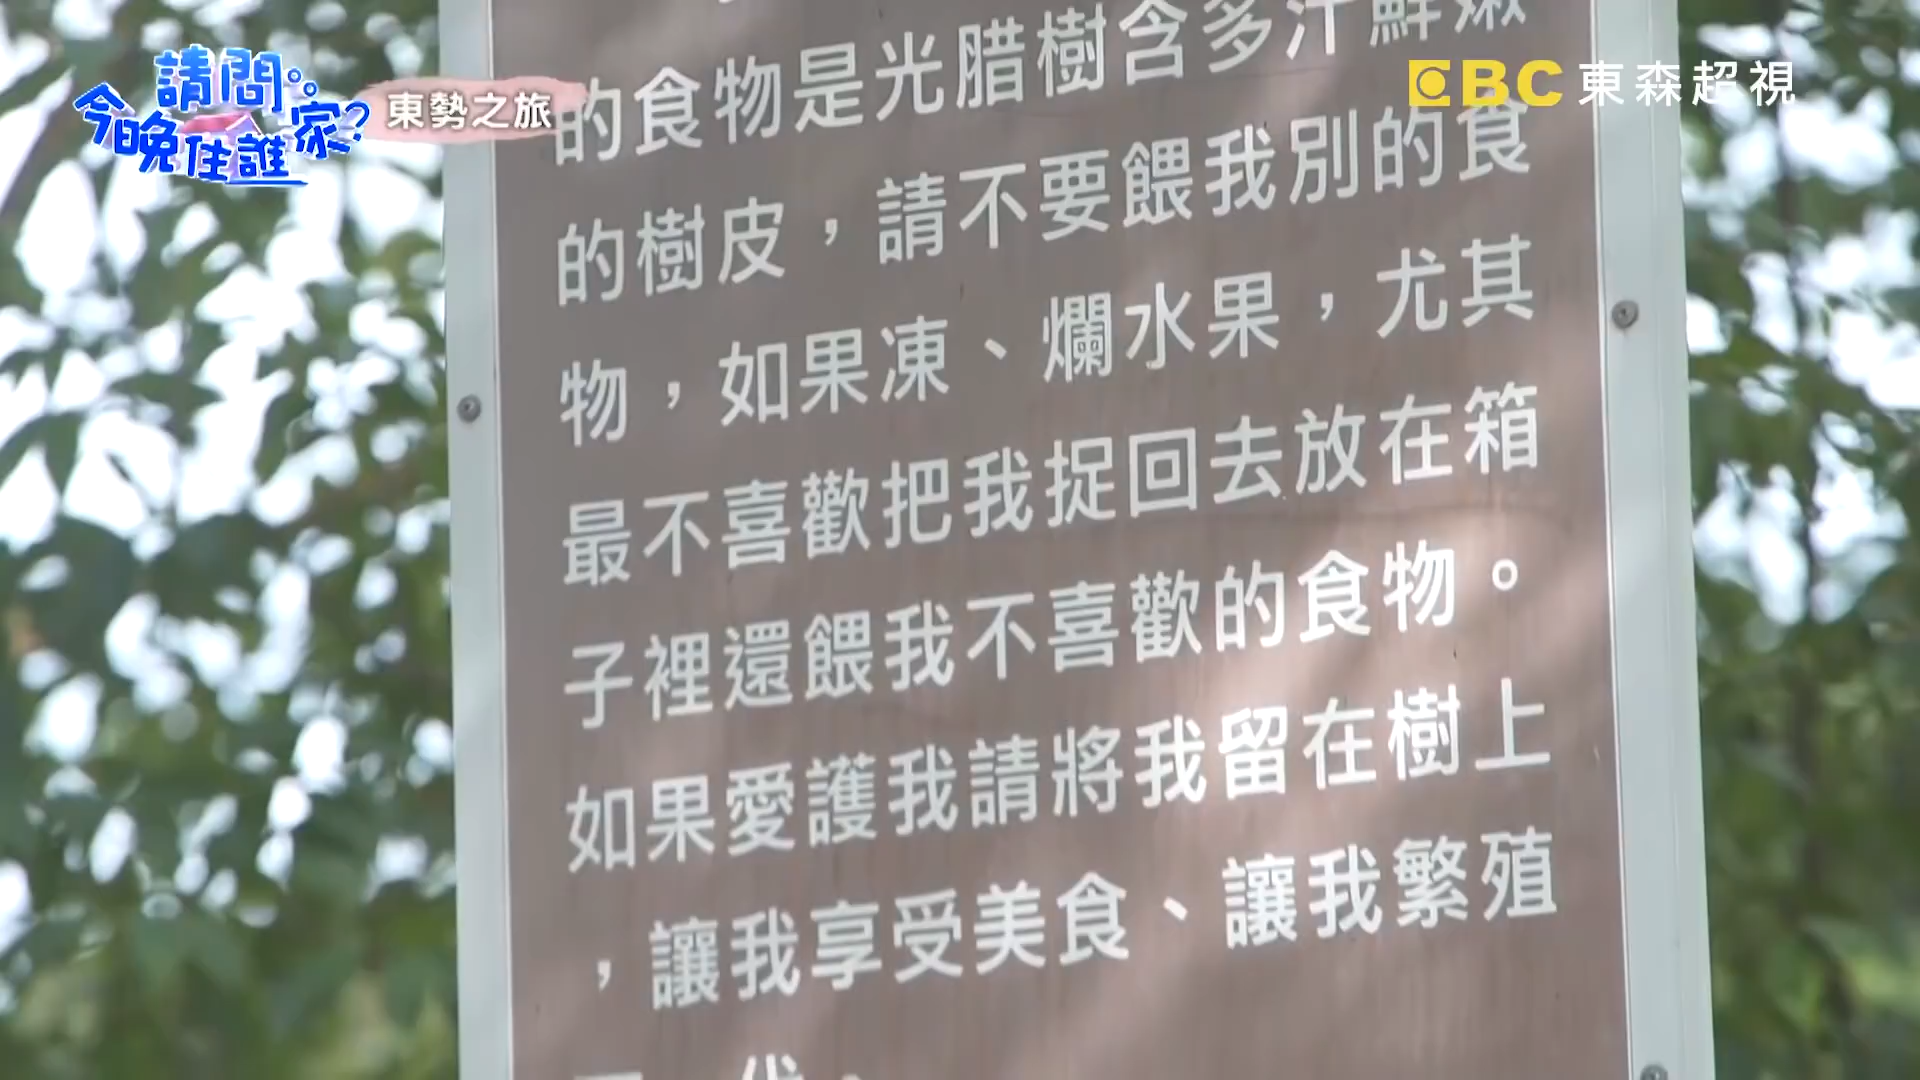 請問。。
今晚住誰家?
東勢之旅
EBC 東森超視
的食物是光腊樹含多汁鮮嫩
的樹皮，請不要餵我別的食
物，如果凍、爛水果，尤其
最不喜歡把我捉回去放在箱
子裡還餵我不喜歡的食物。
如果愛護我請將我留在樹上
，讓我享受美食、讓我繁殖